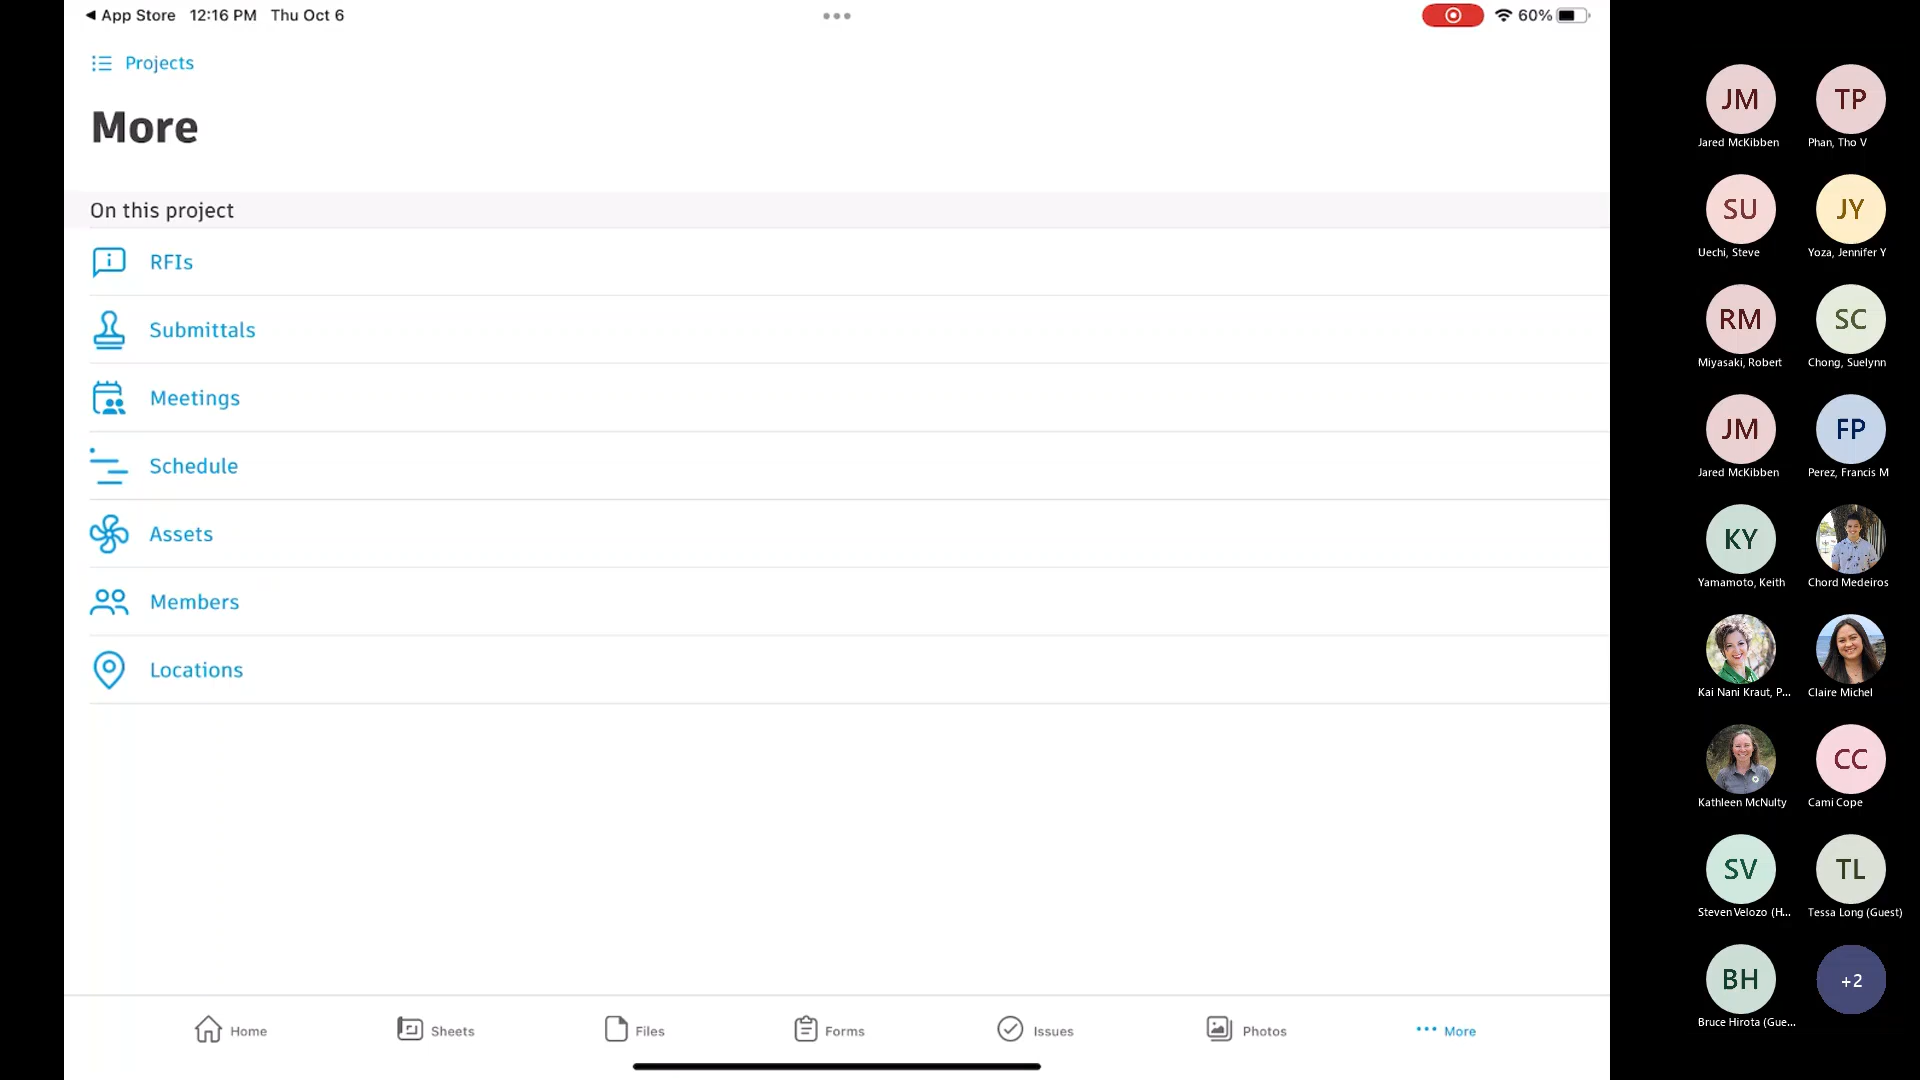 ◀ App Store 12:16 PM Thu Oct 6
60%
Projects
More
On this project
RFIs
Submittals
Meetings
Schedule
Assets
Members
Locations
Home Sheets Files Forms Issues Photos More
JM TP
Jared McKibben Phan, Tho V
SU JY
Uechi, Steve Yoza, Jennifer Y
RM SC
Miyasaki, Robert Chong, Suelynn
JM FP
Jared McKibben Perez, Francis M
KY
Yamamoto, Keith Chord Medeiros
Kai Nani Kraut, P... Claire Michel
CC
Kathleen McNulty Cami Cope
SV TL
Steven Velozo (H... Tessa Long (Guest)
BH +2
Bruce Hirota (Gue...